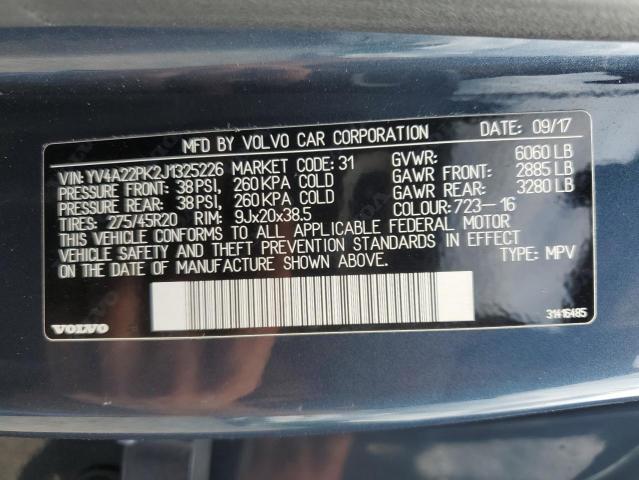 MFD BY VOLVO CAR CORPORATION DATE: 09/17
VIN: YV4A22PK2J1325226 MARKET CODE: 31 GVWR: 6060 LB
PRESSURE FRONT: 38 PSI, 260 KPA COLD GAWR FRONT: 2885 LB
PRESSURE REAR: 38 PSI, 260 KPA COLD GAWR REAR: 3280 LB
TIRES: 275/45R20 RIM: 9Jx20x38.5 COLOUR: 723-16
THIS VEHICLE CONFORMS TO ALL APPLICABLE FEDERAL MOTOR
VEHICLE SAFETY AND THEFT PREVENTION STANDARDS IN EFFECT
ON THE DATE OF MANUFACTURE SHOWN ABOVE. TYPE: MPV
VOLVO 31416485